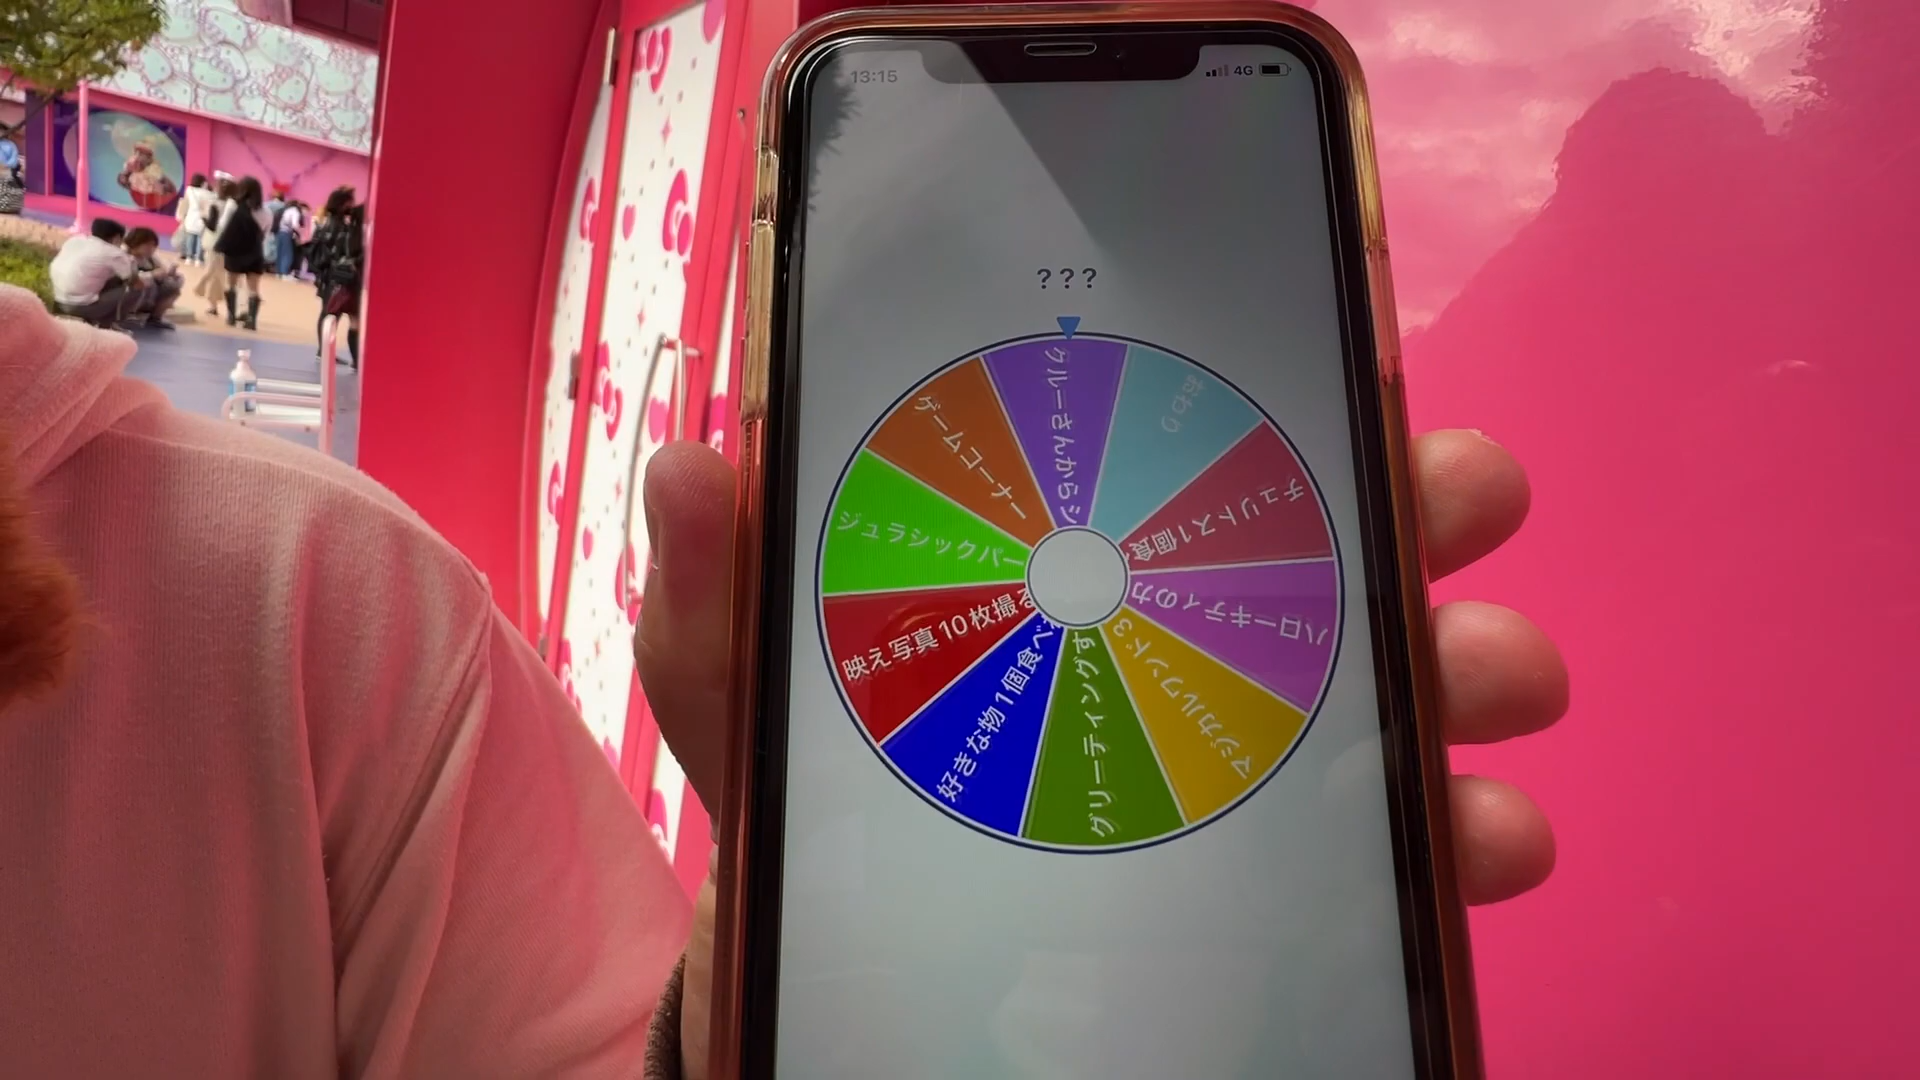 13:15
4G
???
クルーさんからシ
おわり
チュリトス1個食
ハローキティのカ
マジカルワンド3
グリーティングす
好きな物1個食べ
映え写真10枚撮る
ジュラシックパー
ゲームコーナー